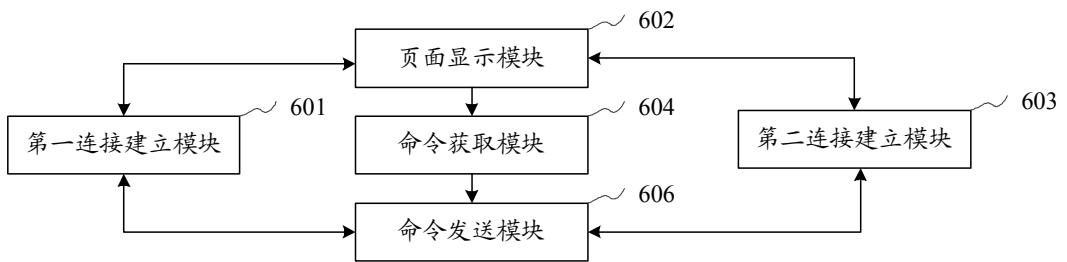 602
页面显示模块
601
604
603
第一连接建立模块
命令获取模块
第二连接建立模块
606
命令发送模块